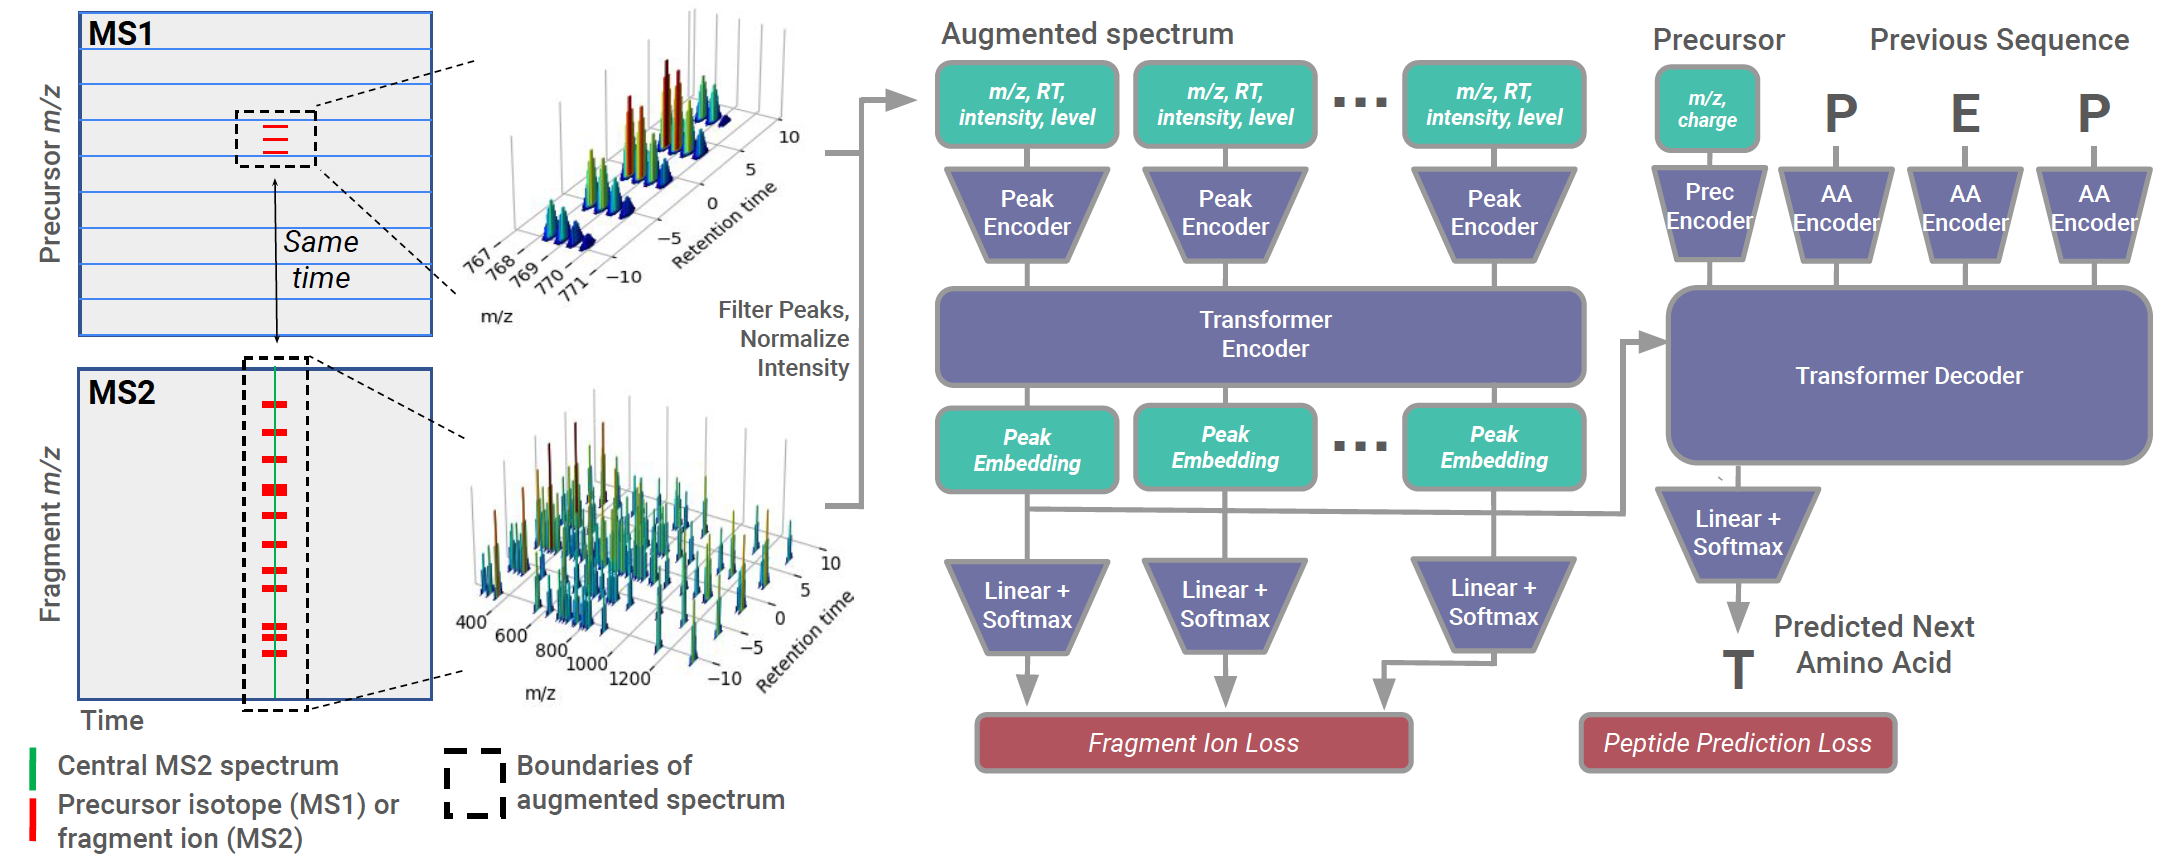 MS1
Precursor m/z
Same
time
MS2
Fragment m/z
Time
Central MS2 spectrum
Precursor isotope (MS1) or
fragment ion (MS2)
Boundaries of
augmented spectrum
767
768
769
770
771
m/z
−10
−5
0
5
10
Retention time
400
600
800
1000
1200
m/z
−10
−5
0
5
10
Retention time
Filter Peaks,
Normalize
Intensity
Augmented spectrum
m/z, RT,
intensity, level
m/z, RT,
intensity, level
...
m/z, RT,
intensity, level
Peak
Encoder
Peak
Encoder
Peak
Encoder
Transformer
Encoder
Peak
Embedding
Peak
Embedding
...
Peak
Embedding
Linear +
Softmax
Linear +
Softmax
Linear +
Softmax
Fragment Ion Loss
Precursor
Previous Sequence
m/z,
charge
P
E
P
Prec
Encoder
AA
Encoder
AA
Encoder
AA
Encoder
Transformer Decoder
Linear +
Softmax
Predicted Next
Amino Acid
T
Peptide Prediction Loss